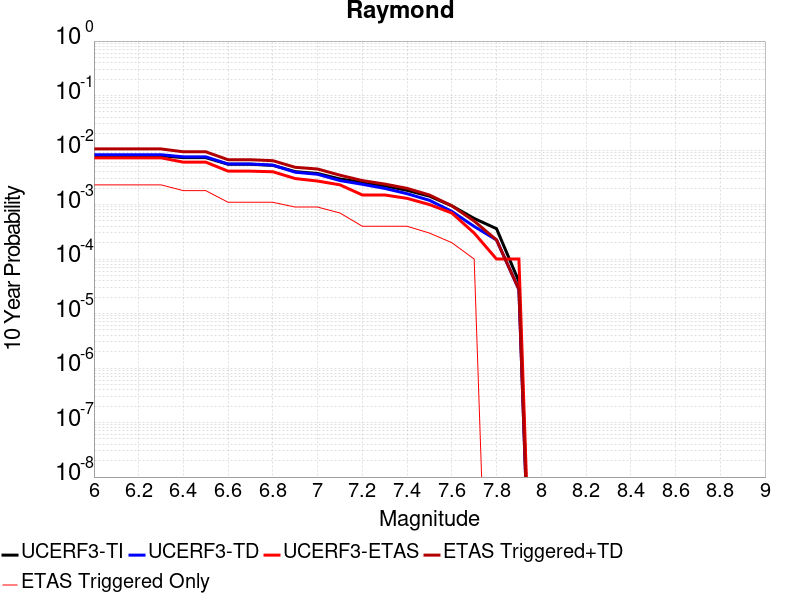 Raymond
10 Year Probability
10^0
10^-1
10^-2
10^-3
10^-4
10^-5
10^-6
10^-7
10^-8
6 6.2 6.4 6.6 6.8 7 7.2 7.4 7.6 7.8 8 8.2 8.4 8.6 8.8 9
Magnitude
UCERF3-TI UCERF3-TD UCERF3-ETAS ETAS Triggered+TD
ETAS Triggered Only